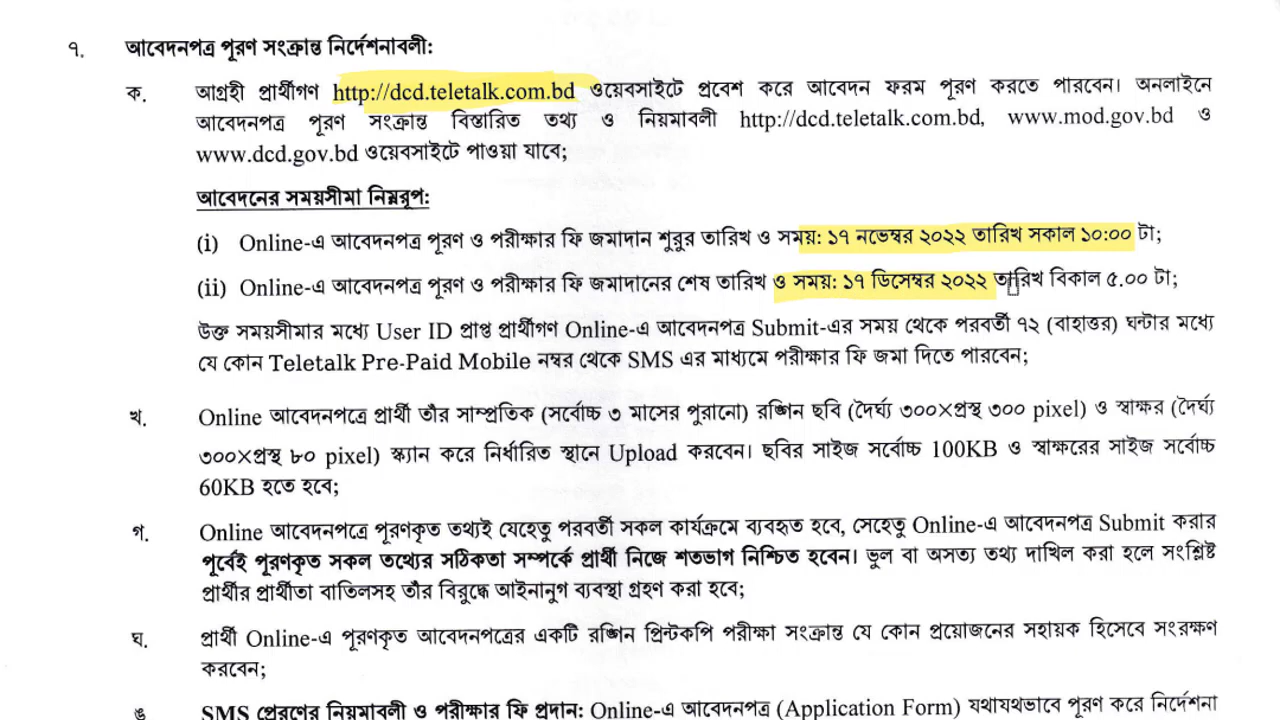 ৭. আবেদনপত্র পূরণ সংক্রান্ত নির্দেশনাবলী:
ক. আগ্রহী প্রার্থীগণ http://dcd.teletalk.com.bd ওয়েবসাইটে প্রবেশ করে আবেদন ফরম পূরণ করতে পারবেন। অনলাইনে
আবেদনপত্র পূরণ সংক্রান্ত বিস্তারিত তথ্য ও নিয়মাবলী http://dcd.teletalk.com.bd, www.mod.gov.bd ও
www.dcd.gov.bd ওয়েবসাইটে পাওয়া যাবে;
আবেদনের সময়সীমা নিম্নরূপ:
(i) Online-এ আবেদনপত্র পূরণ ও পরীক্ষার ফি জমাদান শুরুর তারিখ ও সময়: ১৭ নভেম্বর ২০২২ তারিখ সকাল ১০:০০ টা;
(ii) Online-এ আবেদনপত্র পূরণ ও পরীক্ষার ফি জমাদানের শেষ তারিখ ও সময়: ১৭ ডিসেম্বর ২০২২ তারিখ বিকাল ৫.০০ টা;
উক্ত সময়সীমার মধ্যে User ID প্রাপ্ত প্রার্থীগণ Online-এ আবেদনপত্র Submit-এর সময় থেকে পরবর্তী ৭২ (বাহাত্তর) ঘন্টার মধ্যে
যে কোন Teletalk Pre-Paid Mobile নম্বর থেকে SMS এর মাধ্যমে পরীক্ষার ফি জমা দিতে পারবেন;
খ. Online আবেদনপত্রে প্রার্থী তাঁর সাম্প্রতিক (সর্বোচ্চ ৩ মাসের পুরানো) রঙ্গিন ছবি (দৈর্ঘ্য ৩০০×প্রস্থ ৩০০ pixel) ও স্বাক্ষর (দৈর্ঘ্য
৩০০×প্রস্থ ৮০ pixel) স্ক্যান করে নির্ধারিত স্থানে Upload করবেন। ছবির সাইজ সর্বোচ্চ 100KB ও স্বাক্ষরের সাইজ সর্বোচ্চ
60KB হতে হবে;
গ. Online আবেদনপত্রে পূরণকৃত তথ্যই যেহেতু পরবর্তী সকল কার্যক্রমে ব্যবহৃত হবে, সেহেতু Online-এ আবেদনপত্র Submit করার
পূর্বেই পূরণকৃত সকল তথ্যের সঠিকতা সম্পর্কে প্রার্থী নিজে শতভাগ নিশ্চিত হবেন। ভুল বা অসত্য তথ্য দাখিল করা হলে সংশ্লিষ্ট
প্রার্থীর প্রার্থীতা বাতিলসহ তাঁর বিরুদ্ধে আইনানুগ ব্যবস্থা গ্রহণ করা হবে;
ঘ. প্রার্থী Online-এ পূরণকৃত আবেদনপত্রের একটি রঙ্গিন প্রিন্টকপি পরীক্ষা সংক্রান্ত যে কোন প্রয়োজনের সহায়ক হিসেবে সংরক্ষণ
করবেন;
ঙ SMS প্রেরণের নিয়মাবলী ও পরীক্ষার ফি প্রদান: Online-এ আবেদনপত্র (Application Form) যথাযথভাবে পূরণ করে নির্দেশনা